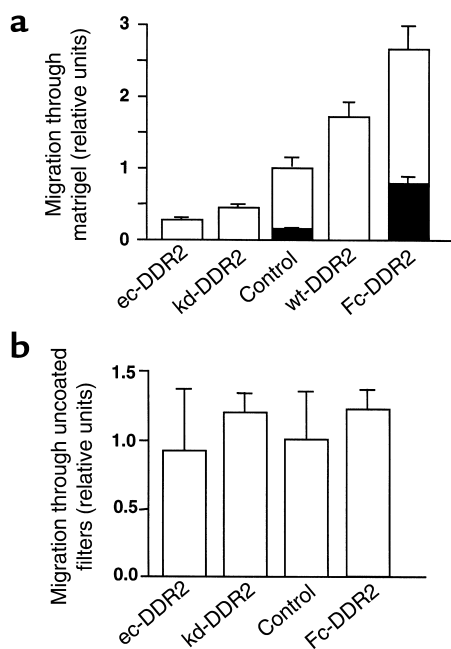 a
Migration through
matrigel (relative units)
3
2
1
0
ec-DDR2
kd-DDR2
Control
wt-DDR2
Fc-DDR2
b
Migration through uncoated
filters (relative units)
1.5
1.0
0.5
0.0
ec-DDR2
kd-DDR2
Control
Fc-DDR2